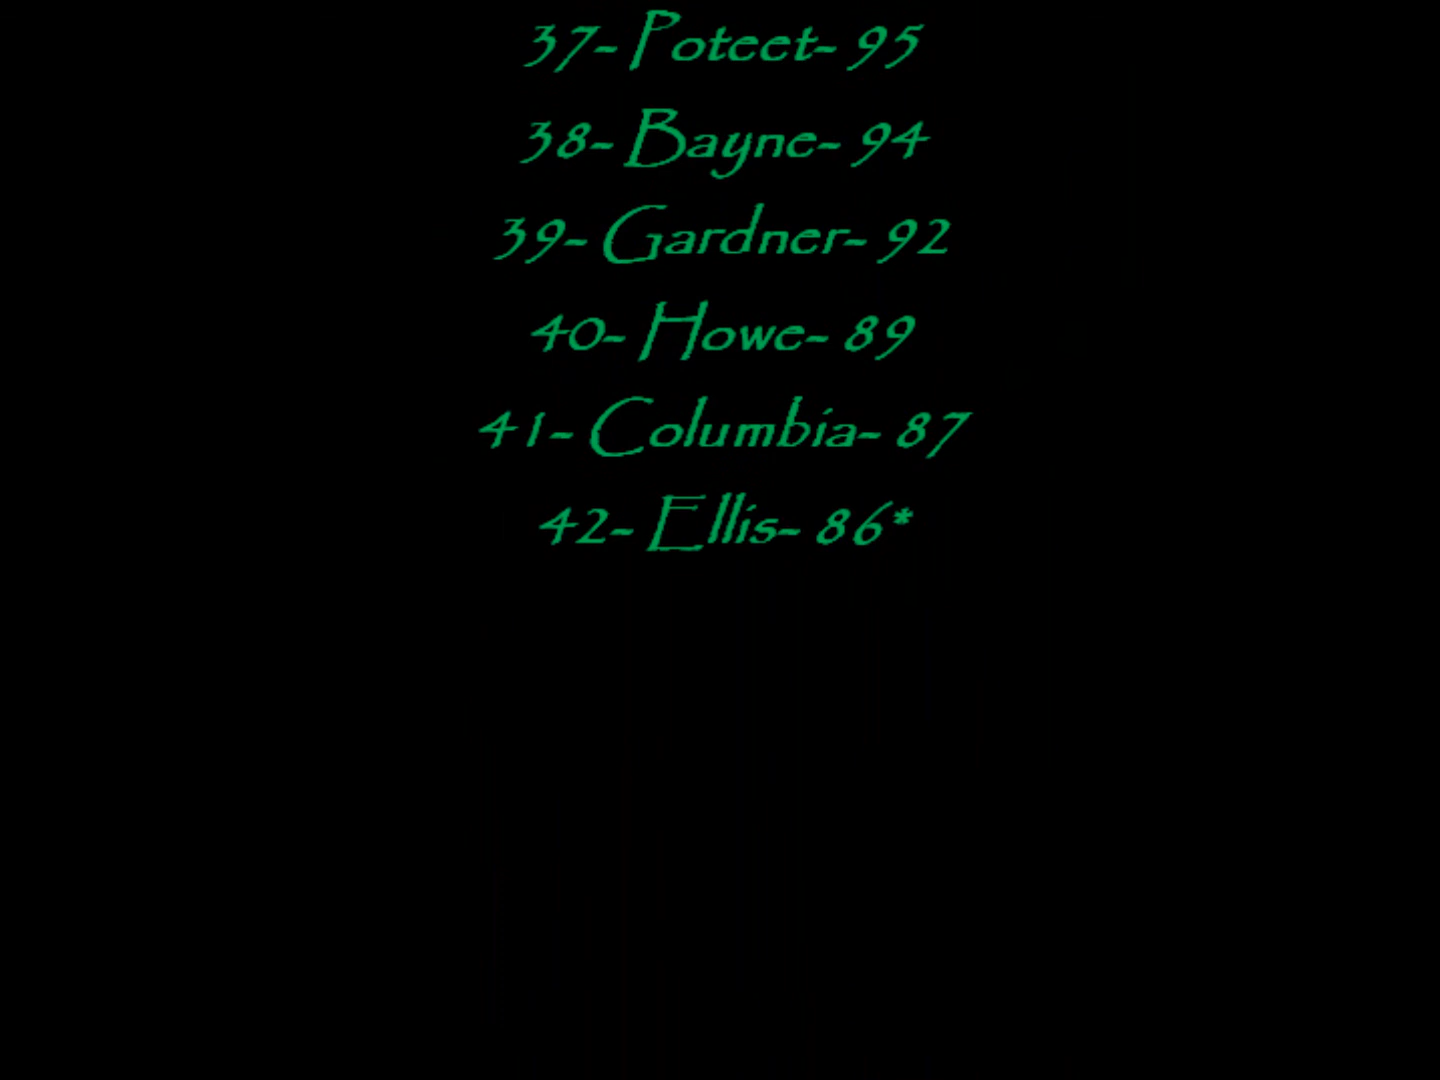 37- Poteet- 95
38- Bayne- 94
39- Gardner- 92
40- Howe- 89
41- Columbia- 87
42- Ellis- 86*